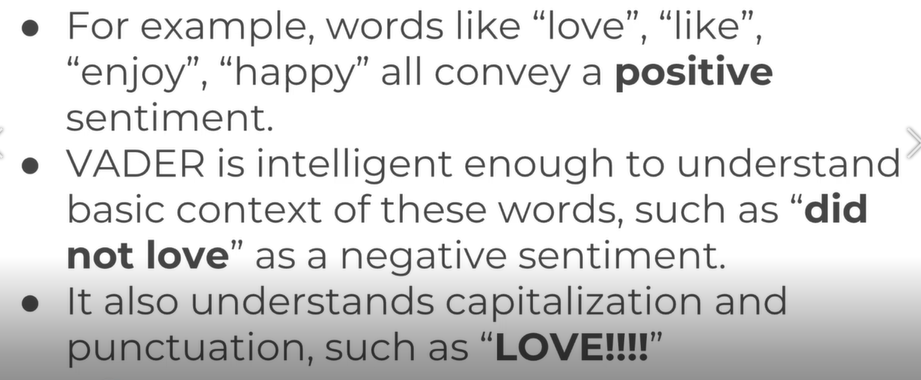 • For example, words like “love”, “like”,
“enjoy”, “happy” all convey a positive
sentiment.
• VADER is intelligent enough to understand
basic context of these words, such as “did
not love” as a negative sentiment.
• It also understands capitalization and
punctuation, such as “LOVE!!!!”